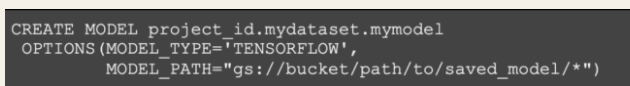 CREATE MODEL project_id.mydataset.mymodel
OPTIONS(MODEL_TYPE='TENSORFLOW',
MODEL_PATH="gs://bucket/path/to/saved_model/*")